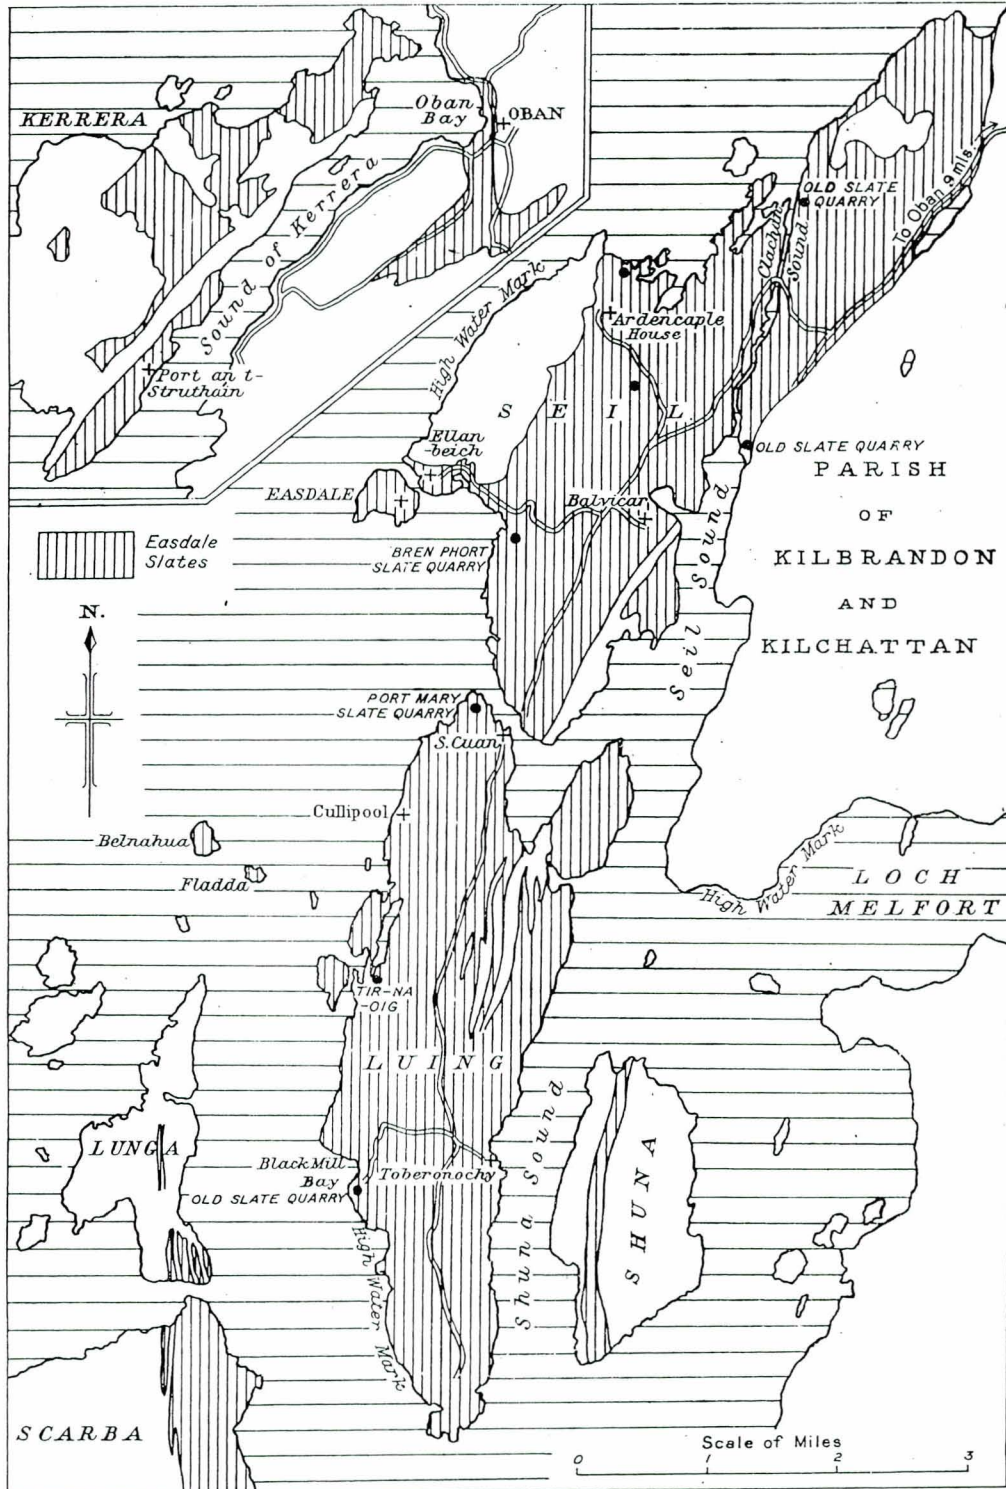 KERRERA
Oban
Bay
OBAN
Sound of Kerrera
Port an t-
Struthain
High Water Mark
OLD SLATE
QUARRY
To Oban 9 mls.
Clachan
Sound
Ardencaple
House
SEIL
Ellan
-beich
EASDALE
Balvicar
BREN PHORT
SLATE QUARRY
OLD SLATE QUARRY
PARISH
OF
KILBRANDON
AND
KILCHATTAN
Easdale
Slates
N.
Seil Sound
PORT MARY
SLATE QUARRY
S. Cuan
Cullipool
Belnahua
Fladda
High Water Mark
LOCH
MELFORT
TIR-NA
-OIG
LUING
LUNGA
Black Mill
Bay
OLD SLATE QUARRY
Toberonochy
Shuna Sound
SHUNA
High Water Mark
SCARBA
Scale of Miles
0 1 2 3